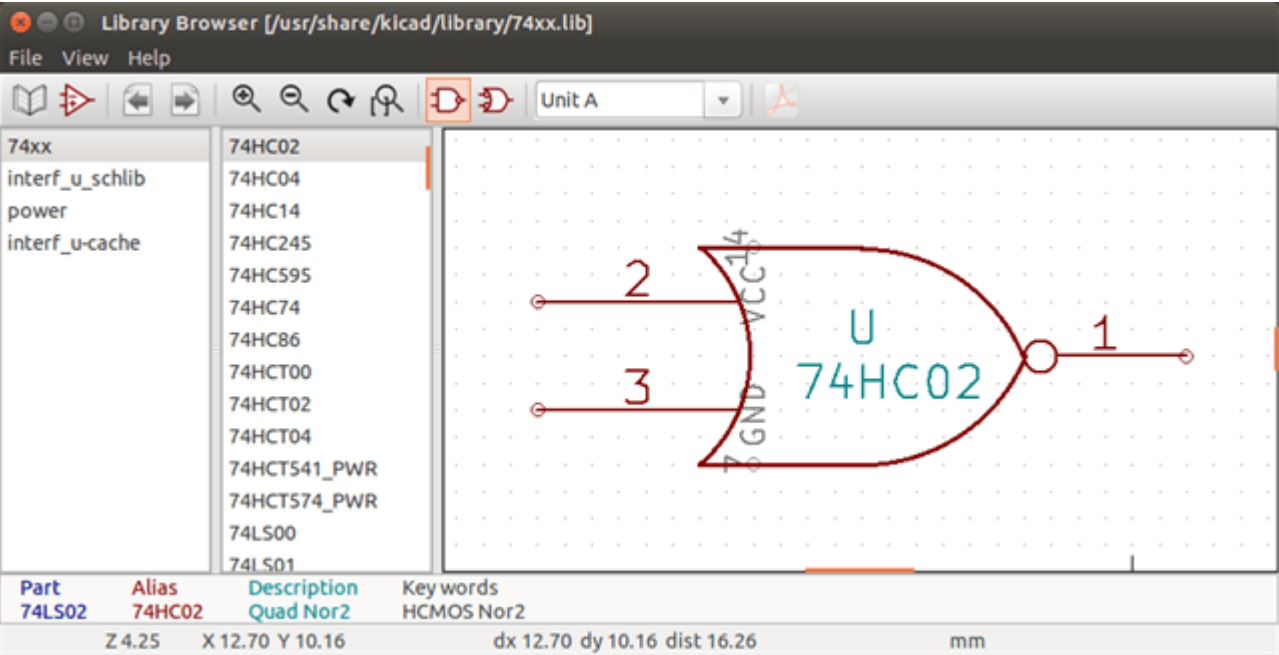 Library Browser [/usr/share/kicad/library/74xx.lib]
File View Help
Unit A
74xx
interf_u_schlib
power
interf_u-cache
74HC02
74HC04
74HC14
74HC245
74HC595
74HC74
74HC86
74HCT00
74HCT02
74HCT04
74HCT541_PWR
74HCT574_PWR
74LS00
74LS01
14
VCC
2
3
U
74HC02
1
GND
7
Part Alias Description Key words
74LS02 74HC02 Quad Nor2 HCMOS Nor2
Z 4.25 X 12.70 Y 10.16 dx 12.70 dy 10.16 dist 16.26 mm